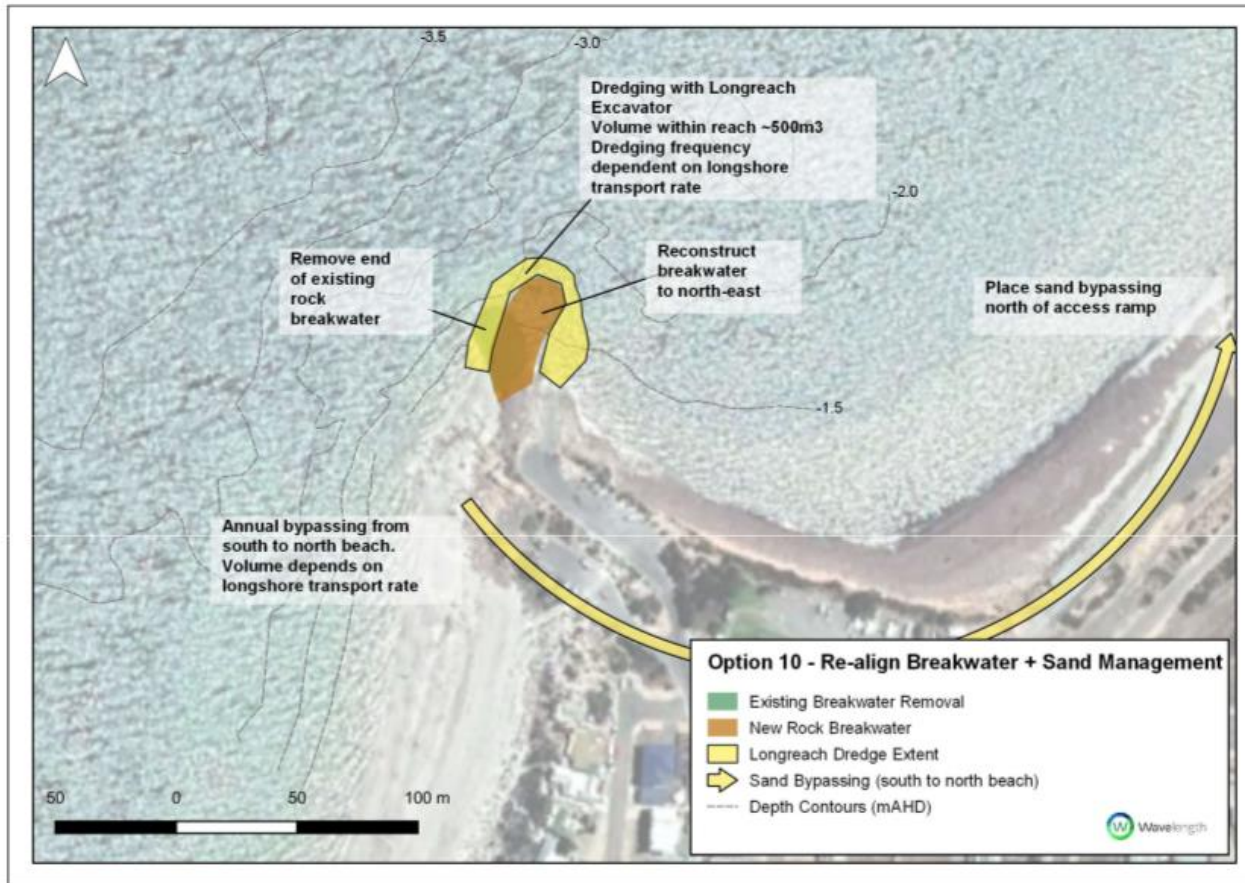 -3.5
-3.0
Dredging with Longreach
Excavator
Volume within reach ~500m3
Dredging frequency
dependent on longshore
transport rate
-2.0
Remove end
of existing
rock
breakwater
Reconstruct
breakwater
to north-east
Place sand bypassing
north of access ramp
-1.5
Annual bypassing from
south to north beach.
Volume depends on
longshore transport rate
Option 10 - Re-align Breakwater + Sand Management
Existing Breakwater Removal
New Rock Breakwater
Longreach Dredge Extent
Sand Bypassing (south to north beach)
Depth Contours (mAHD)
50 0 50 100 m
W Wavelength